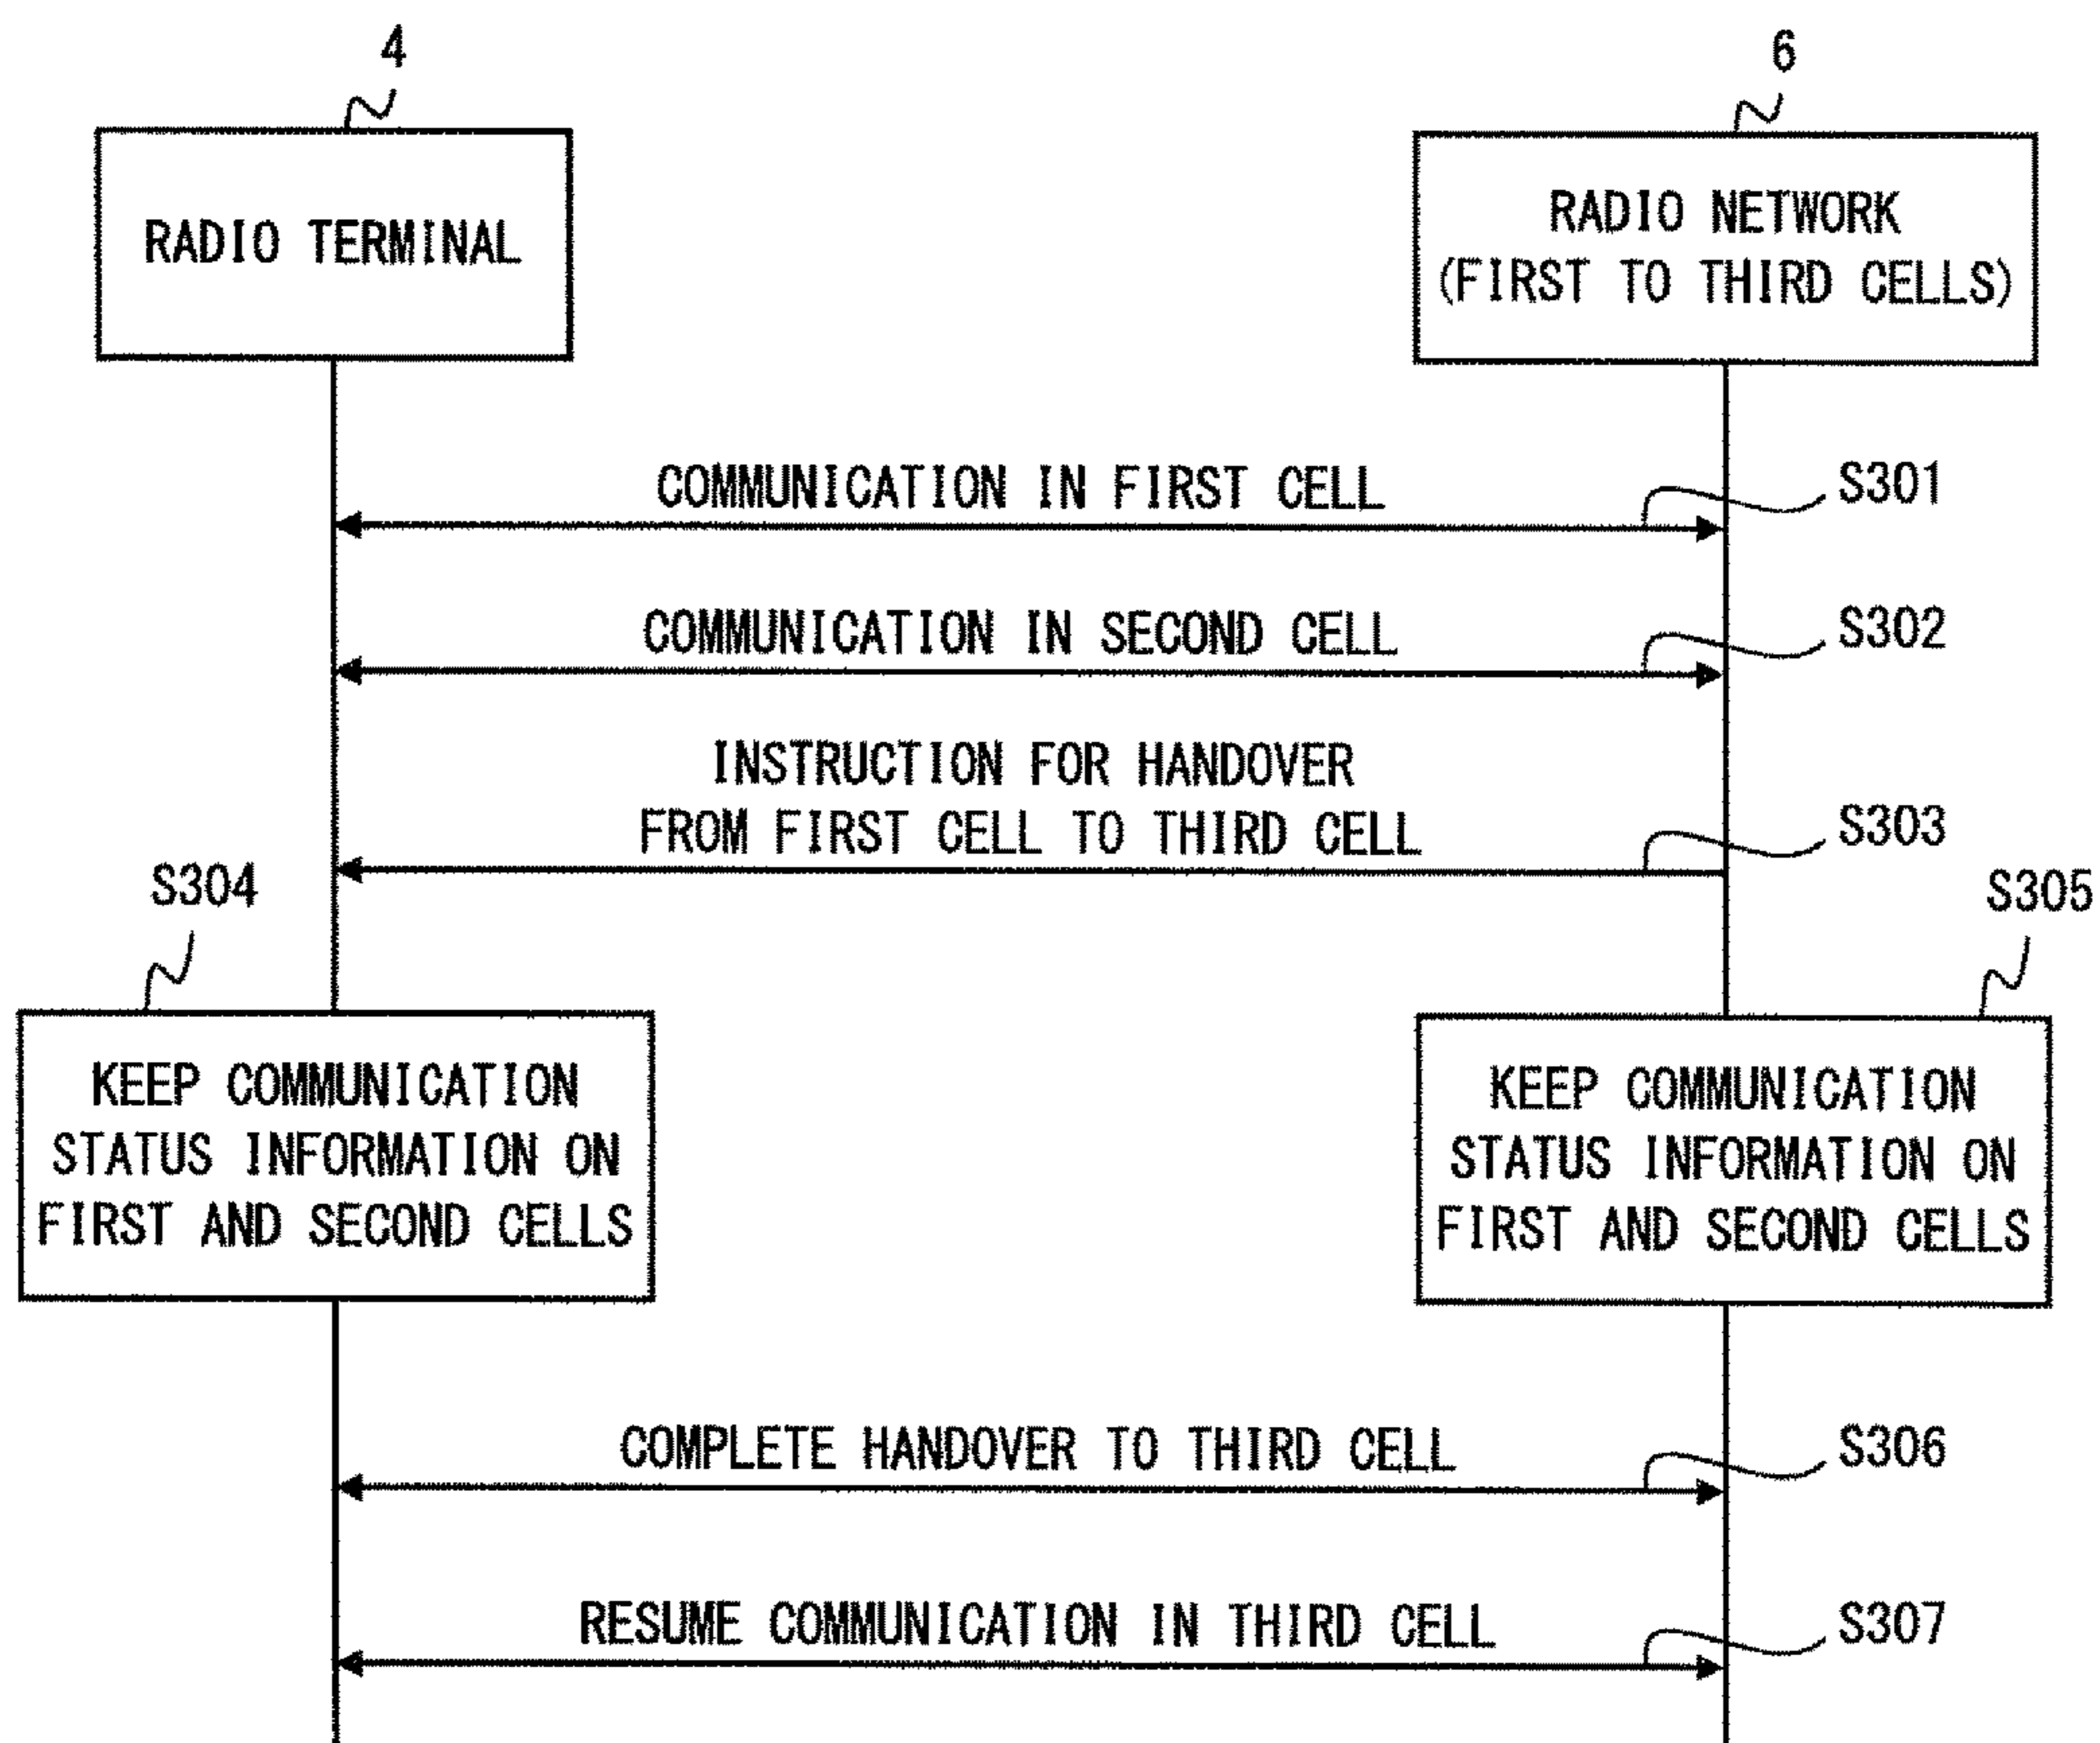 4
6
RADIO TERMINAL
RADIO NETWORK
(FIRST TO THIRD CELLS)
COMMUNICATION IN FIRST CELL
S301
COMMUNICATION IN SECOND CELL
S302
INSTRUCTION FOR HANDOVER
FROM FIRST CELL TO THIRD CELL
S303
S304
S305
KEEP COMMUNICATION
STATUS INFORMATION ON
FIRST AND SECOND CELLS
KEEP COMMUNICATION
STATUS INFORMATION ON
FIRST AND SECOND CELLS
COMPLETE HANDOVER TO THIRD CELL
S306
RESUME COMMUNICATION IN THIRD CELL
S307